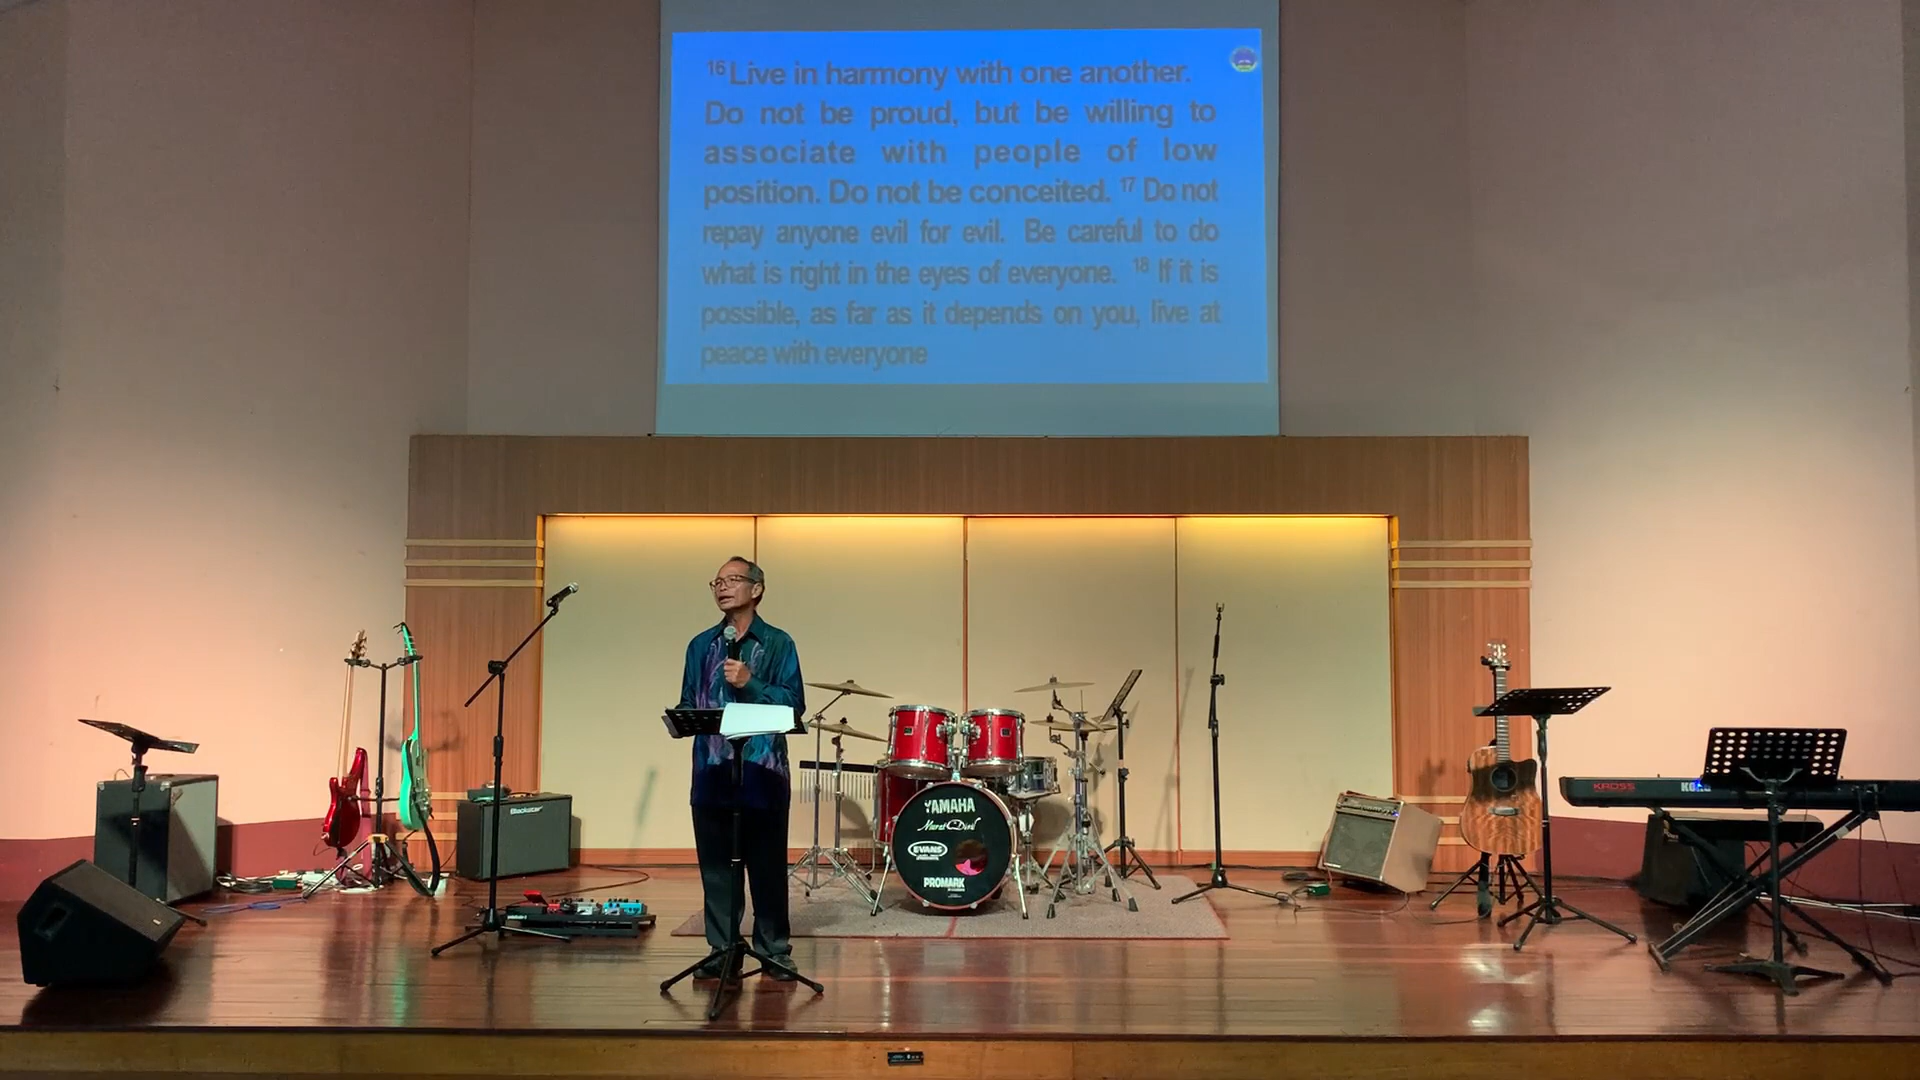 ¹⁶ Live in harmony with one another.
Do not be proud, but be willing to
associate with people of low
position. Do not be conceited. ¹⁷ Do not
repay anyone evil for evil. Be careful to do
what is right in the eyes of everyone. ¹⁸ If it is
possible, as far as it depends on you, live at
peace with everyone
Blackstar
YAMAHA
EVANS
PROMARK
KROSS
KORG